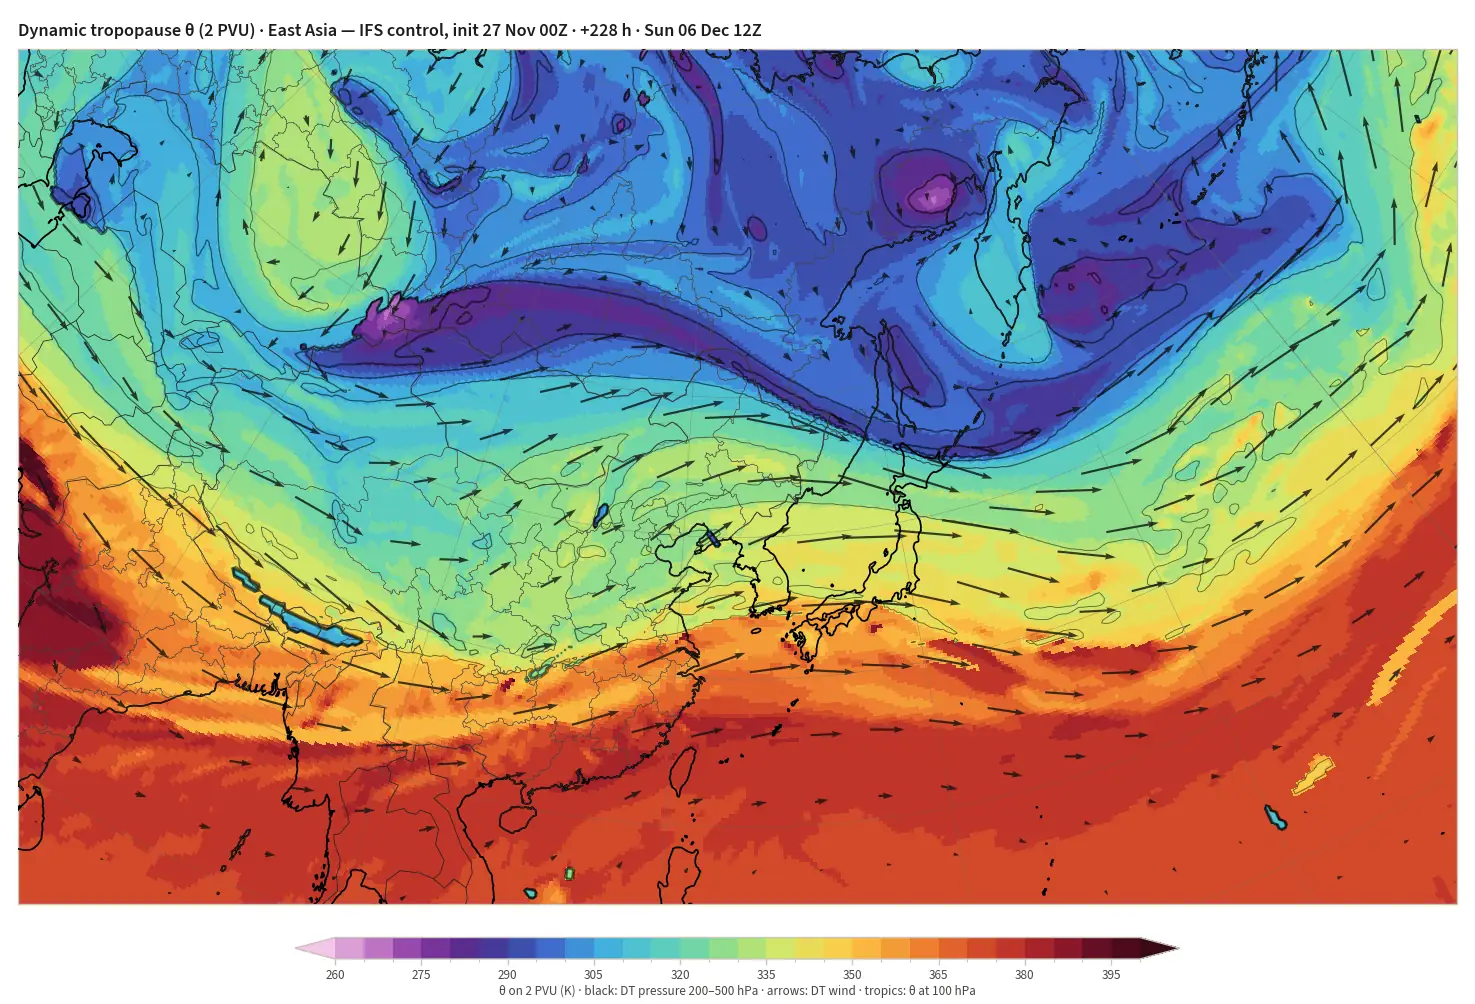 Dynamic tropopause θ (2 PVU) · East Asia — IFS control, init 27 Nov 00Z · +228 h · Sun 06 Dec 12Z
260 275 290 305 320 335 350 365 380 395
θ on 2 PVU (K) · black: DT pressure 200–500 hPa · arrows: DT wind · tropics: θ at 100 hPa